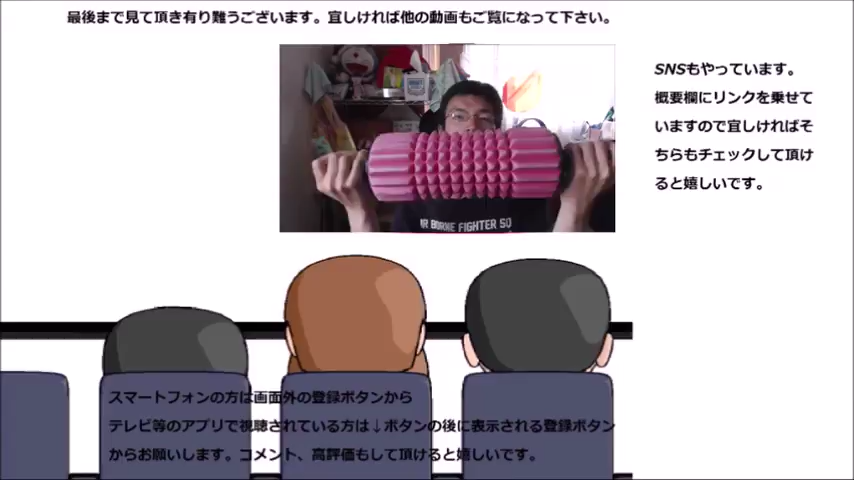 最後まで見て頂き有り難うございます。宜しければ他の動画もご覧になって下さい。
SNSもやっています。
概要欄にリンクを乗せて
いますので宜しければそ
ちらもチェックして頂け
ると嬉しいです。
IR BORNE FIGHTER SQ
スマートフォンの方は画面外の登録ボタンから
テレビ等のアプリで視聴されている方は↓ボタンの後に表示される登録ボタン
からお願いします。コメント、高評価もして頂けると嬉しいです。